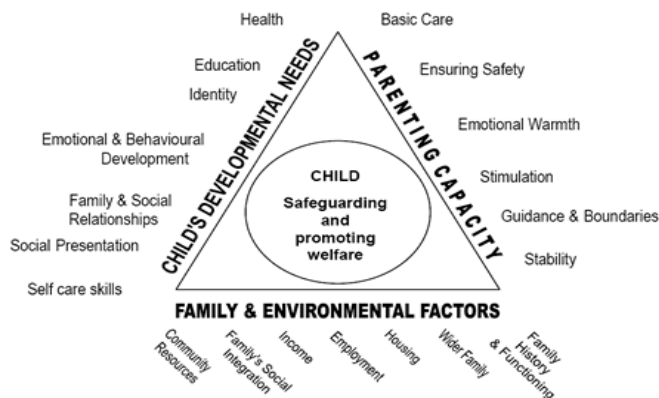 Health
Education
Identity
Emotional & Behavioural
Development
Family & Social
Relationships
Social Presentation
Self care skills
CHILD'S DEVELOPMENTAL NEEDS
Basic Care
Ensuring Safety
Emotional Warmth
Stimulation
Guidance & Boundaries
Stability
PARENTING CAPACITY
CHILD
Safeguarding
and
promoting
welfare
FAMILY & ENVIRONMENTAL FACTORS
Community
Resources
Family's Social
Integration
Income
Employment
Housing
Wider Family
Family
History
& Functioning